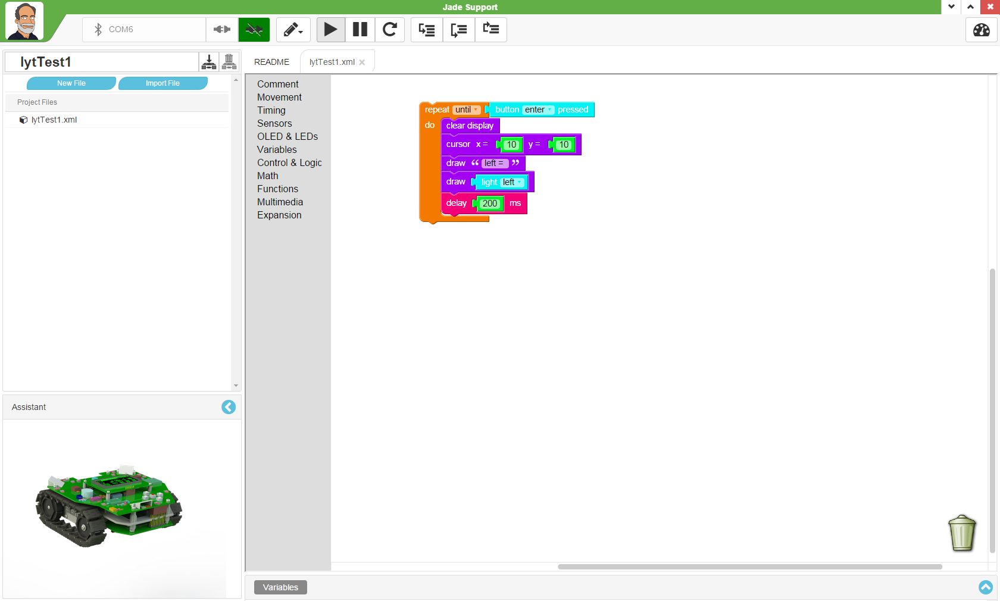 Jade Support
COM6
lytTest1
New File
Import File
Project Files
lytTest1.xml
Assistant
README
lytTest1.xml
Comment
Movement
Timing
Sensors
OLED & LEDs
Variables
Control & Logic
Math
Functions
Multimedia
Expansion
repeat until button enter pressed
do clear display
cursor x = 10 y = 10
draw “ left = ”
draw light left
delay 200 ms
Variables